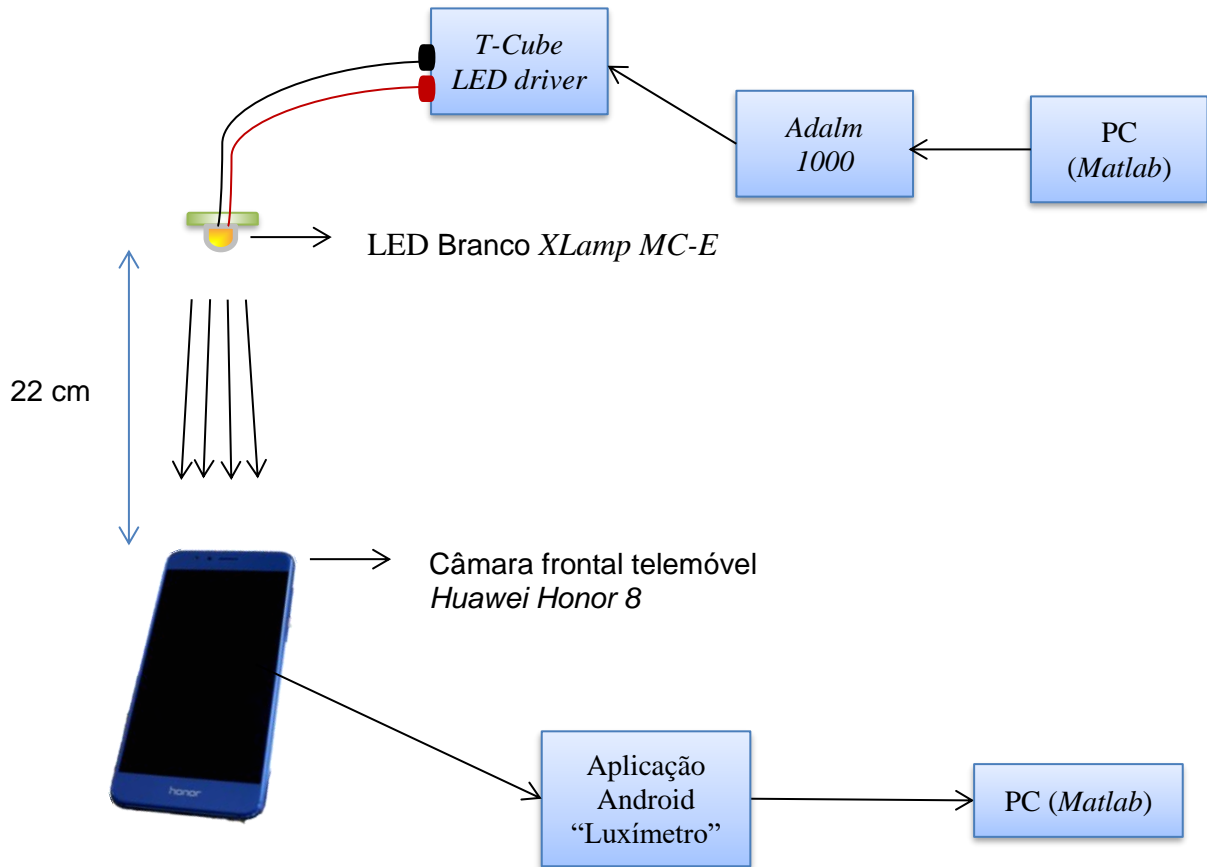 T-Cube
LED driver
Adalm
1000
PC
(Matlab)
LED Branco XLamp MC-E
22 cm
Câmara frontal telemóvel
Huawei Honor 8
honor
Aplicação
Android
“Luxímetro”
PC (Matlab)